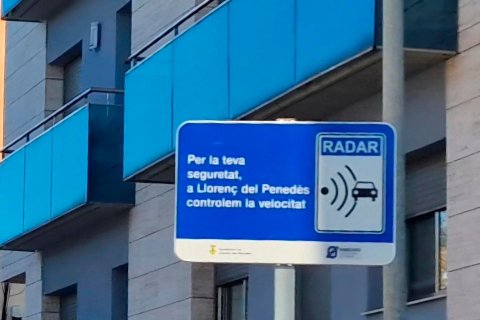 Per la teva
seguretat,
a Llorenç del Penedès
controlem la velocitat
RADAR